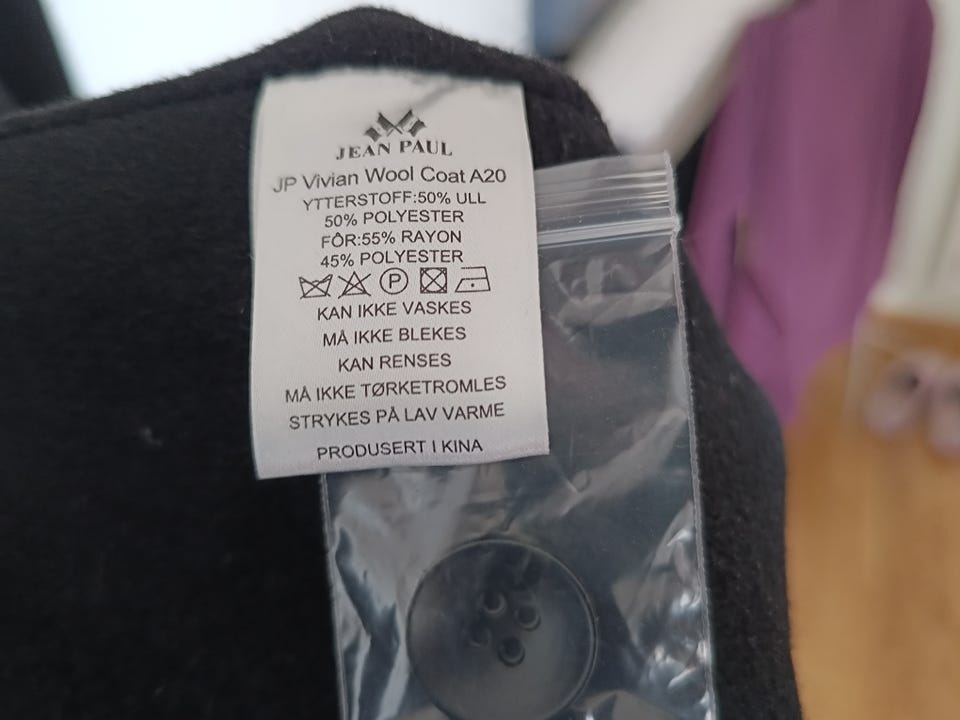 JEAN PAUL
JP Vivian Wool Coat A20
YTTERSTOFF:50% ULL
50% POLYESTER
FÔR:55% RAYON
45% POLYESTER
P
KAN IKKE VASKES
MÅ IKKE BLEKES
KAN RENSES
MÅ IKKE TØRKETROMLES
STRYKES PÅ LAV VARME
PRODUSERT I KINA